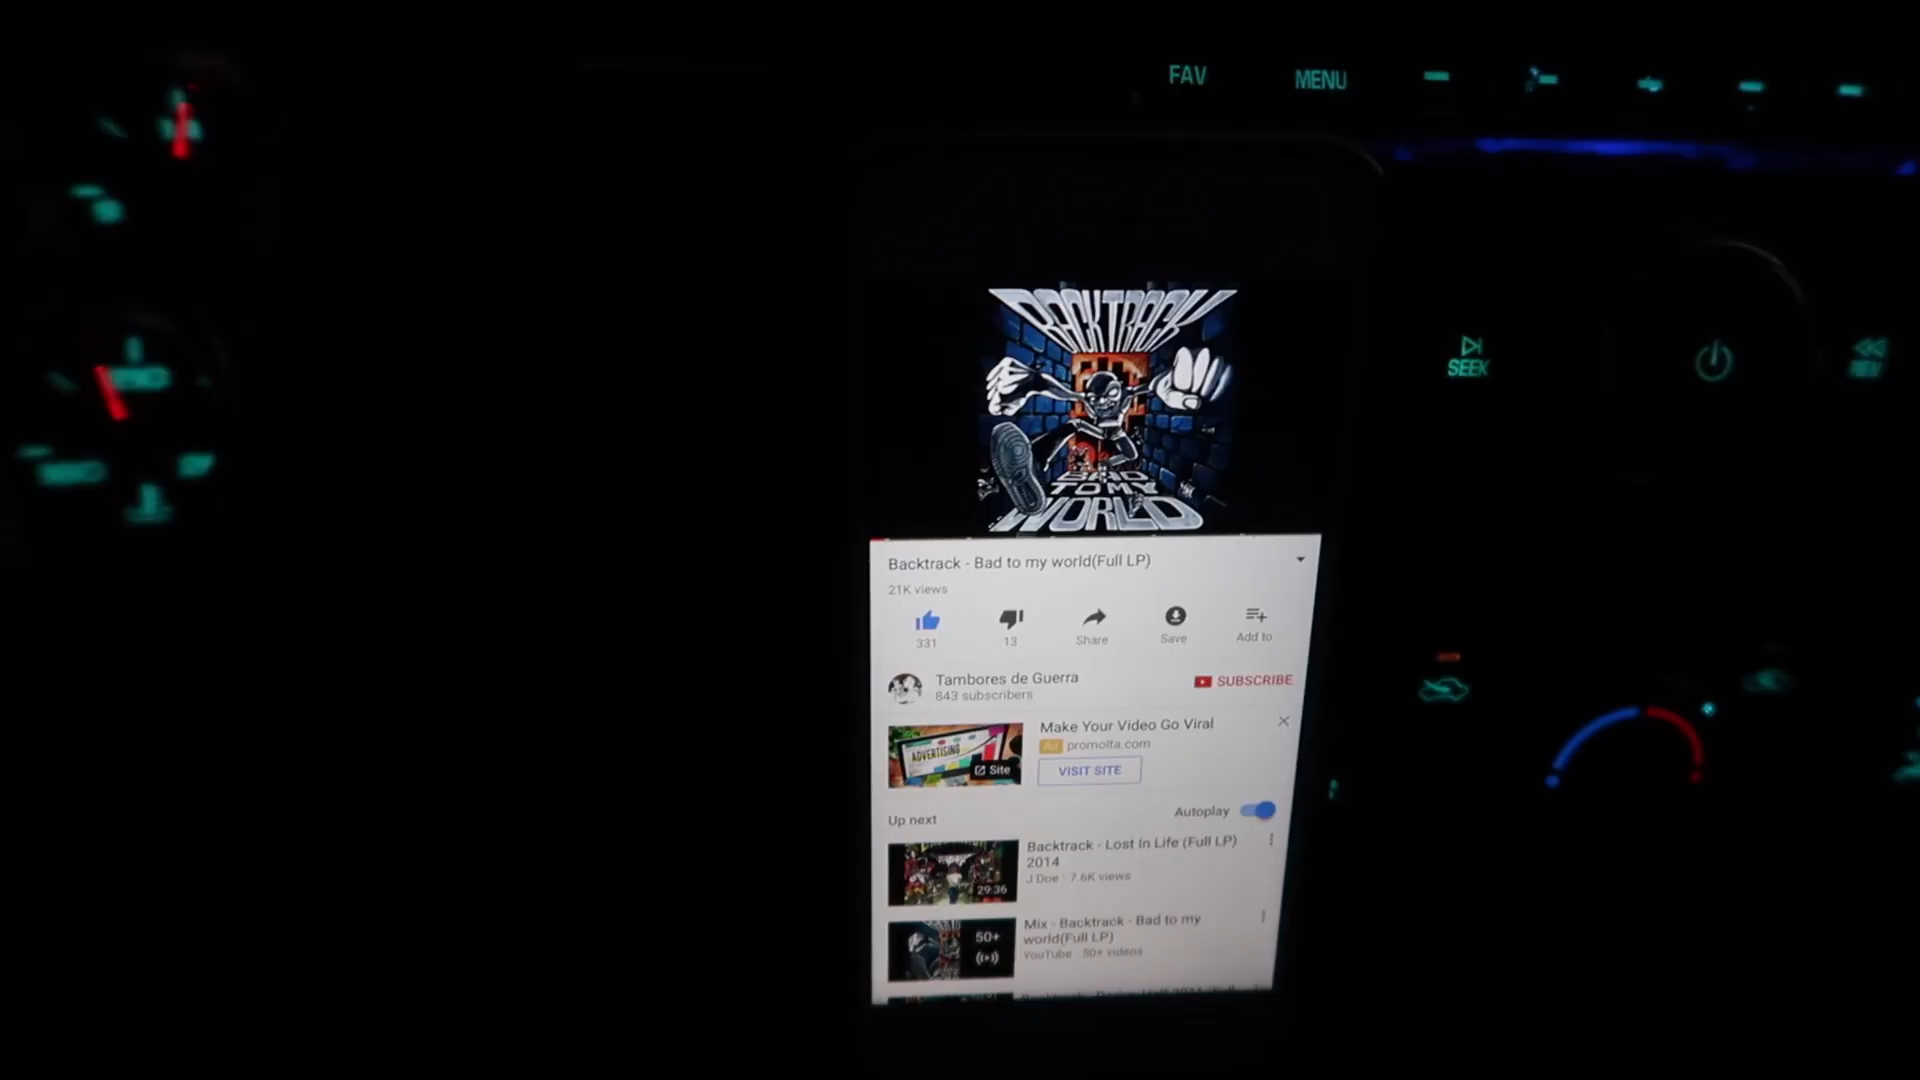 FAV
MENU
SEEK
BACKTRACK
BAD
TO MY
WORLD
Backtrack - Bad to my world(Full LP)
21K views
331
13
Share
Save
Add to
Tambores de Guerra
843 subscribers
SUBSCRIBE
ADVERTISING
Site
Make Your Video Go Viral
Ad promolta.com
VISIT SITE
Up next
Autoplay
29:36
Backtrack - Lost In Life (Full LP)
2014
J Doe · 7.6K views
50+
Mix - Backtrack - Bad to my
world(Full LP)
YouTube · 50+ videos